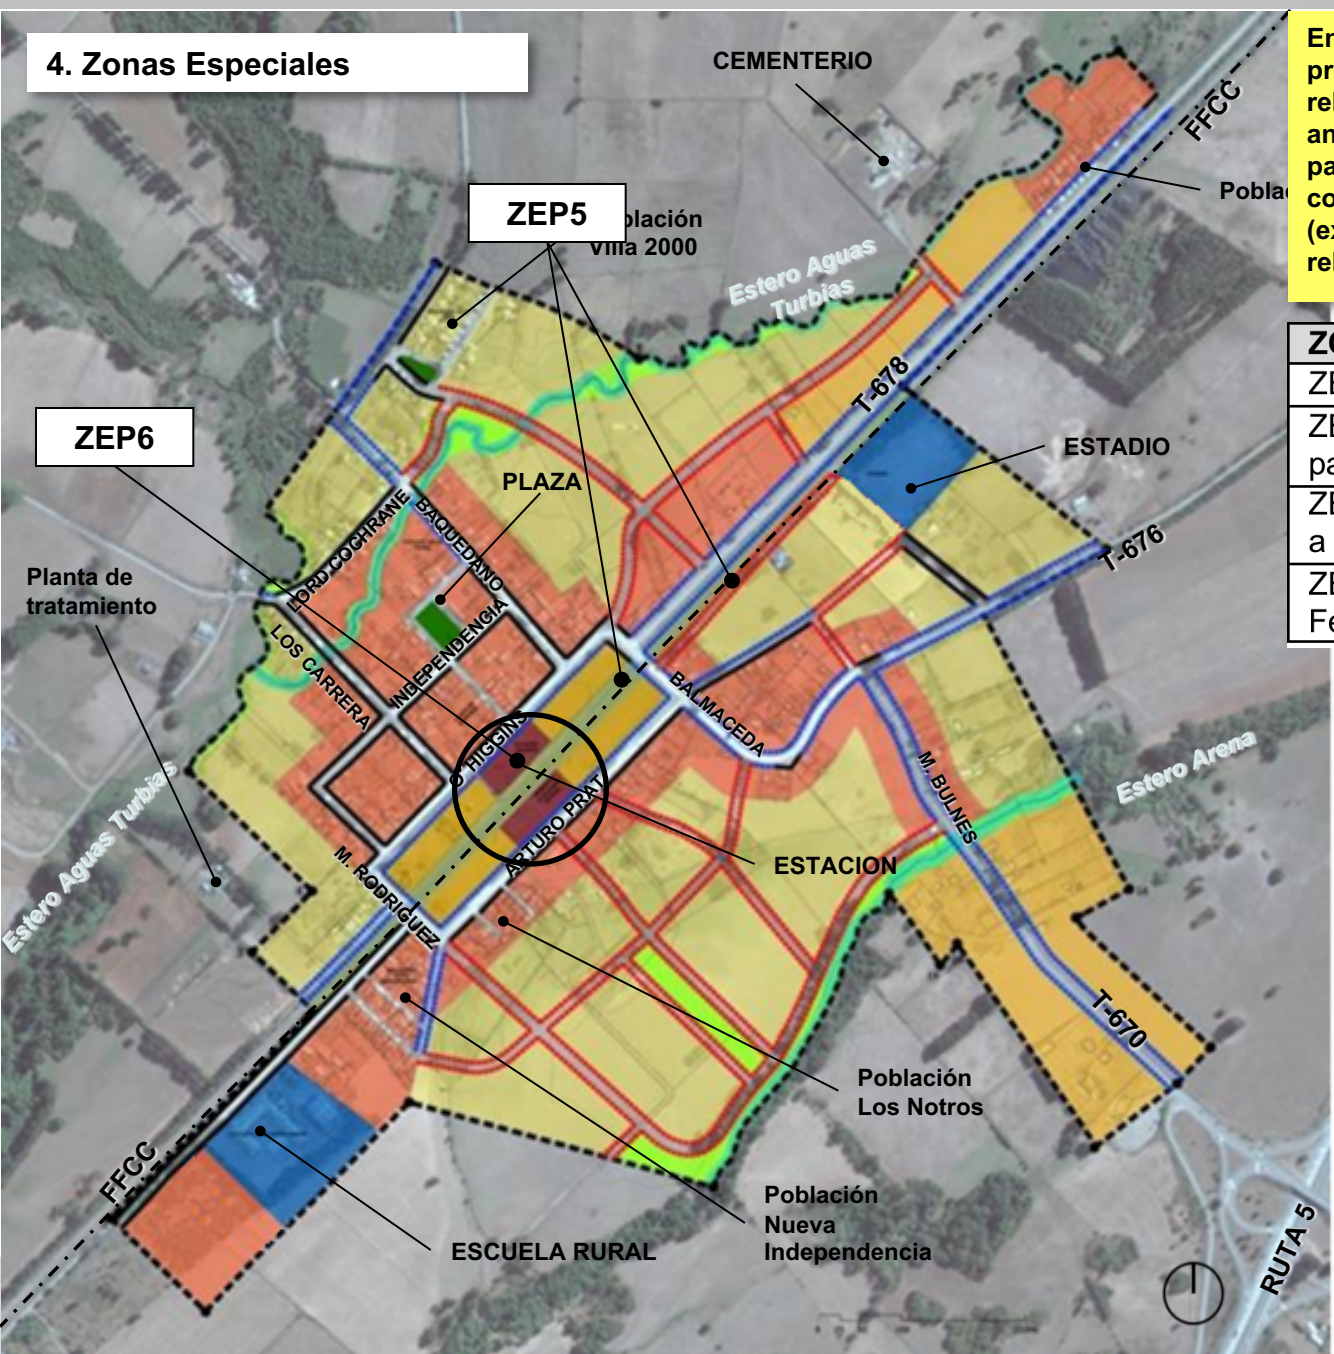 4. Zonas Especiales
CEMENTERIO
FFCC
ZEP5
blación
Villa 2000
Estero Aguas
Turbias
T-678
ZEP6
PLAZA
ESTADIO
LORD COCHRANE
BAQUEDANO
T-676
Planta de
tratamiento
LOS CARRERA
INDEPENDENCIA
BALMACEDA
O´HIGGINS
Estero Arena
M. BULNES
Estero Aguas Turbias
ARTURO PRAT
ESTACION
M. RODRIGUEZ
T-670
Población
Los Notros
FFCC
Población
Nueva
Independencia
ESCUELA RURAL
RUTA 5